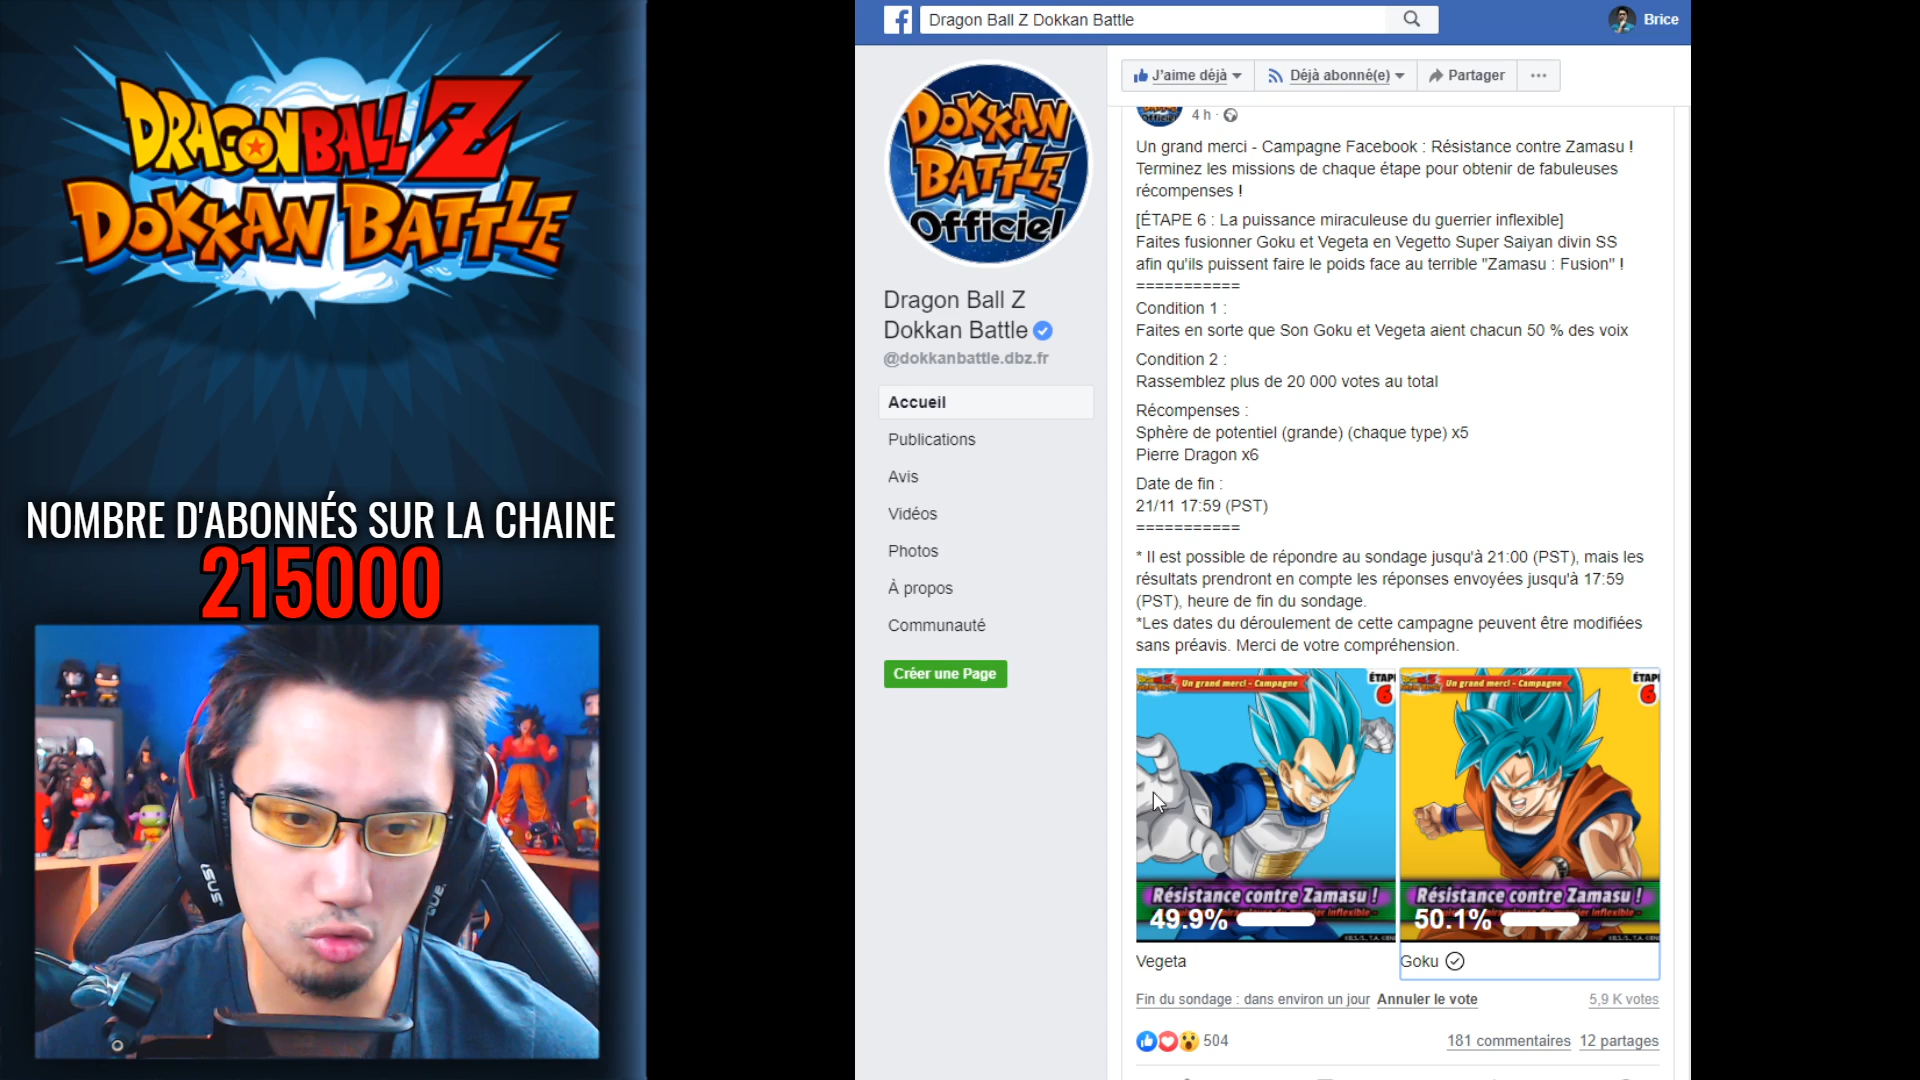 DRAGON BALL Z
DOKKAN BATTLE
NOMBRE D'ABONNÉS SUR LA CHAINE
215000
Dragon Ball Z Dokkan Battle
Brice
DOKKAN
BATTLE
Officiel
Dragon Ball Z
Dokkan Battle
@dokkanbattle.dbz.fr
Accueil
Publications
Avis
Vidéos
Photos
À propos
Communauté
Créer une Page
J'aime déjà
Déjà abonné(e)
Partager
4 h
Un grand merci - Campagne Facebook : Résistance contre Zamasu !
Terminez les missions de chaque étape pour obtenir de fabuleuses
récompenses !
[ÉTAPE 6 : La puissance miraculeuse du guerrier inflexible]
Faites fusionner Goku et Vegeta en Vegetto Super Saiyan divin SS
afin qu'ils puissent faire le poids face au terrible "Zamasu : Fusion" !
===========
Condition 1 :
Faites en sorte que Son Goku et Vegeta aient chacun 50 % des voix
Condition 2 :
Rassemblez plus de 20 000 votes au total
Récompenses :
Sphère de potentiel (grande) (chaque type) x5
Pierre Dragon x6
Date de fin :
21/11 17:59 (PST)
===========
* Il est possible de répondre au sondage jusqu'à 21:00 (PST), mais les
résultats prendront en compte les réponses envoyées jusqu'à 17:59
(PST), heure de fin du sondage.
*Les dates du déroulement de cette campagne peuvent être modifiées
sans préavis. Merci de votre compréhension.
Un grand merci - Campagne
ÉTAPE
6
Résistance contre Zamasu !
49.9%
Vegeta
Un grand merci - Campagne
ÉTAPE
6
Résistance contre Zamasu !
50.1%
Goku
Fin du sondage : dans environ un jour
Annuler le vote
5,9 K votes
504
181 commentaires
12 partages
ASUS